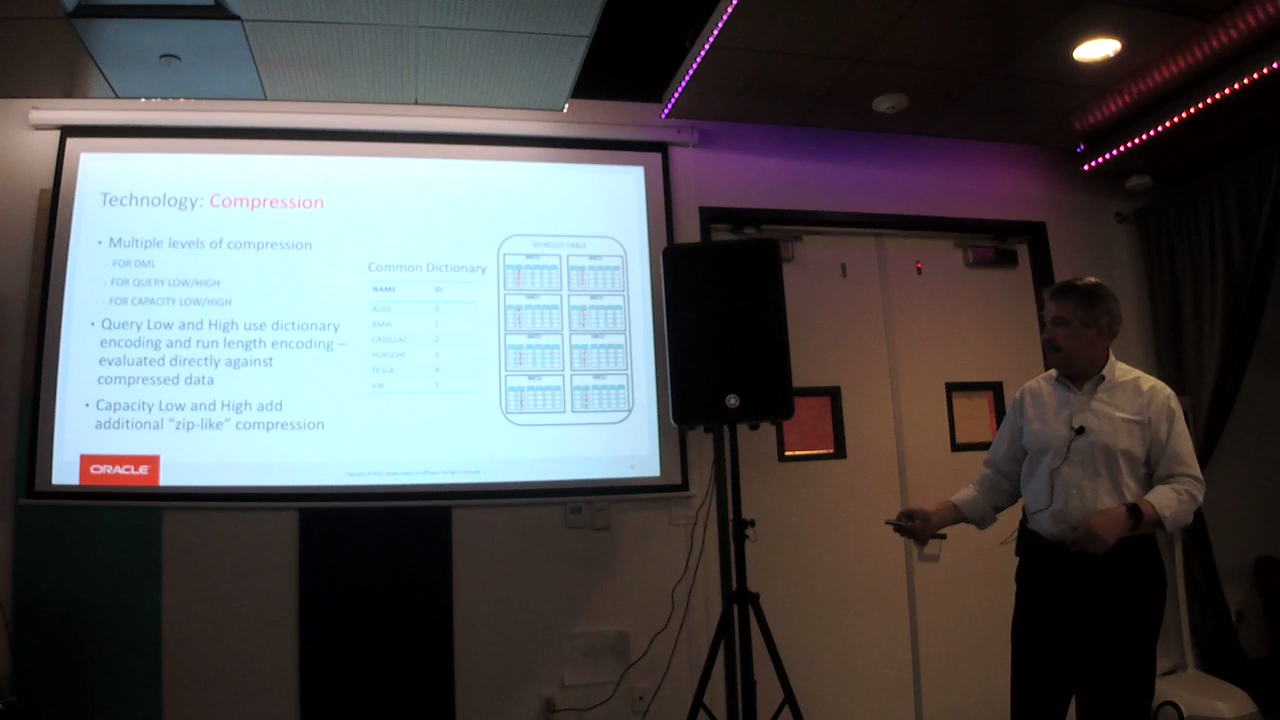 Technology: Compression
• Multiple levels of compression
- FOR DML
- FOR QUERY LOW/HIGH
- FOR CAPACITY LOW/HIGH
• Query Low and High use dictionary
encoding and run length encoding –
evaluated directly against
compressed data
• Capacity Low and High add
additional “zip-like” compression
Common Dictionary
NAME ID
AUDI 0
BMW 1
CADILLAC 2
PORSCHE 3
TESLA 4
VW 5
VEHICLES TABLE
ORACLE